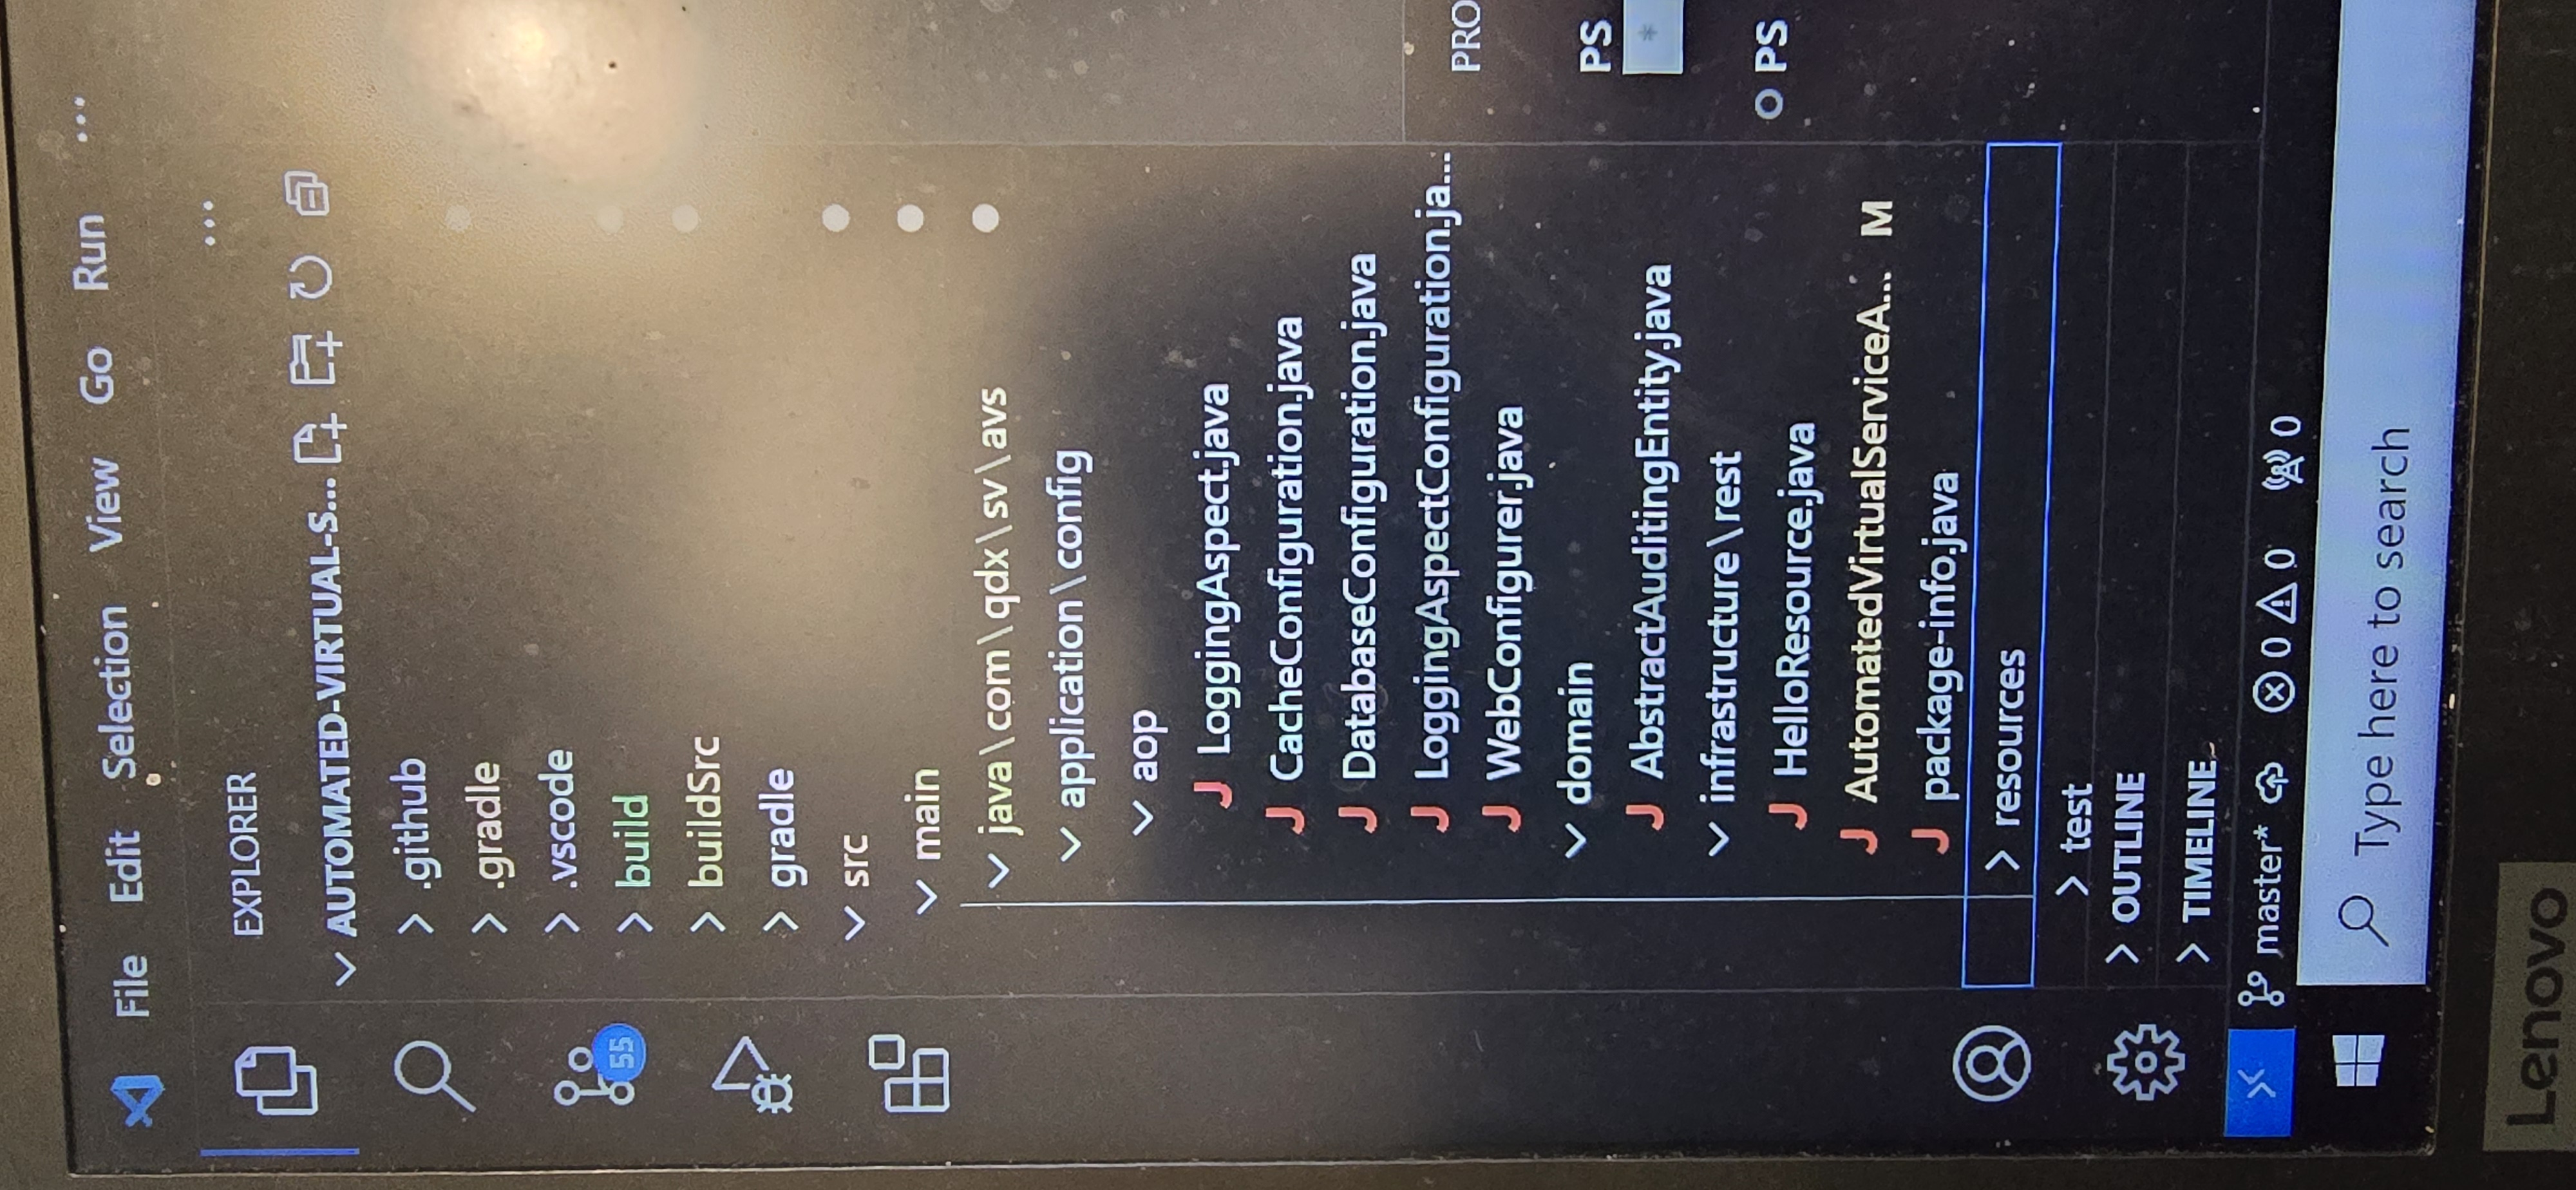 File Edit Selection View Go Run ...
EXPLORER ...
AUTOMATED-VIRTUAL-S...
.github
.gradle
.vscode
55
build
buildSrc
gradle
src
main
java\com\qdx\sv\avs
application\config
aop
J LoggingAspect.java
J CacheConfiguration.java
J DatabaseConfiguration.java
J LoggingAspectConfiguration.ja...
J WebConfigurer.java
domain
J AbstractAuditingEntity.java
infrastructure\rest
J HelloResource.java
J AutomatedVirtualServiceA... M
J package-info.java
resources
test
OUTLINE
TIMELINE
PRO
PS
*
PS
master* 0 0 0
Type here to search
Lenovo